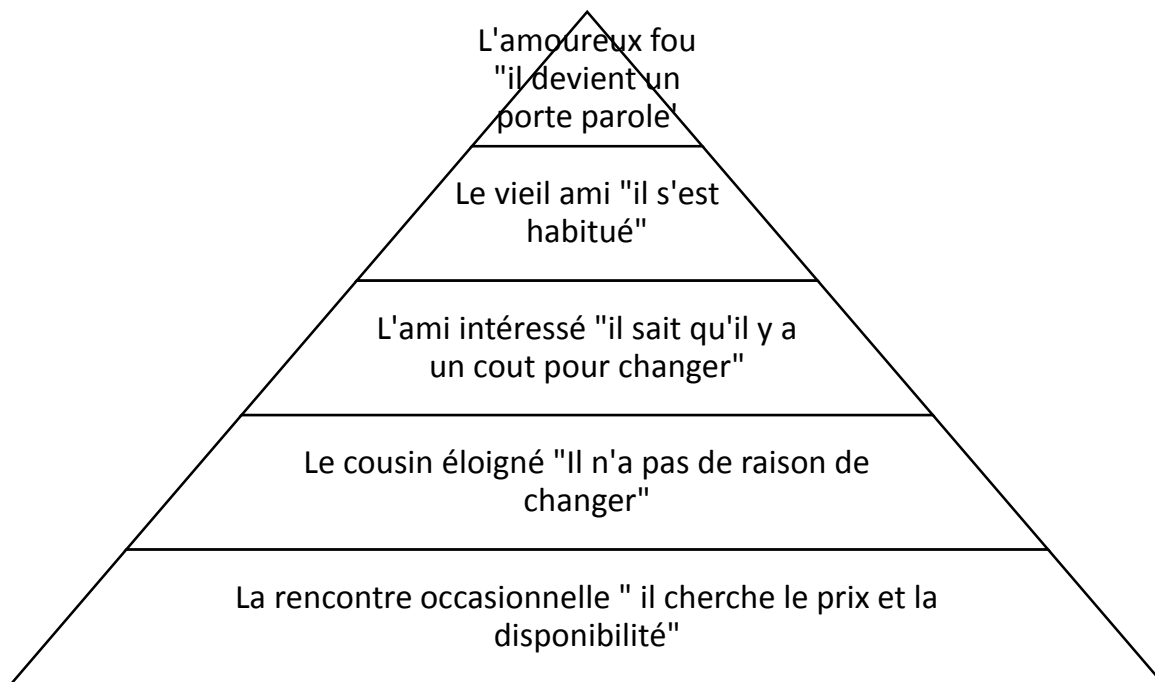 L'amoureux fou
"il devient un
porte parole'
Le vieil ami "il s'est
habitué"
L'ami intéressé "il sait qu'il y a
un cout pour changer"
Le cousin éloigné "Il n'a pas de raison de
changer"
La rencontre occasionnelle " il cherche le prix et la
disponibilité"